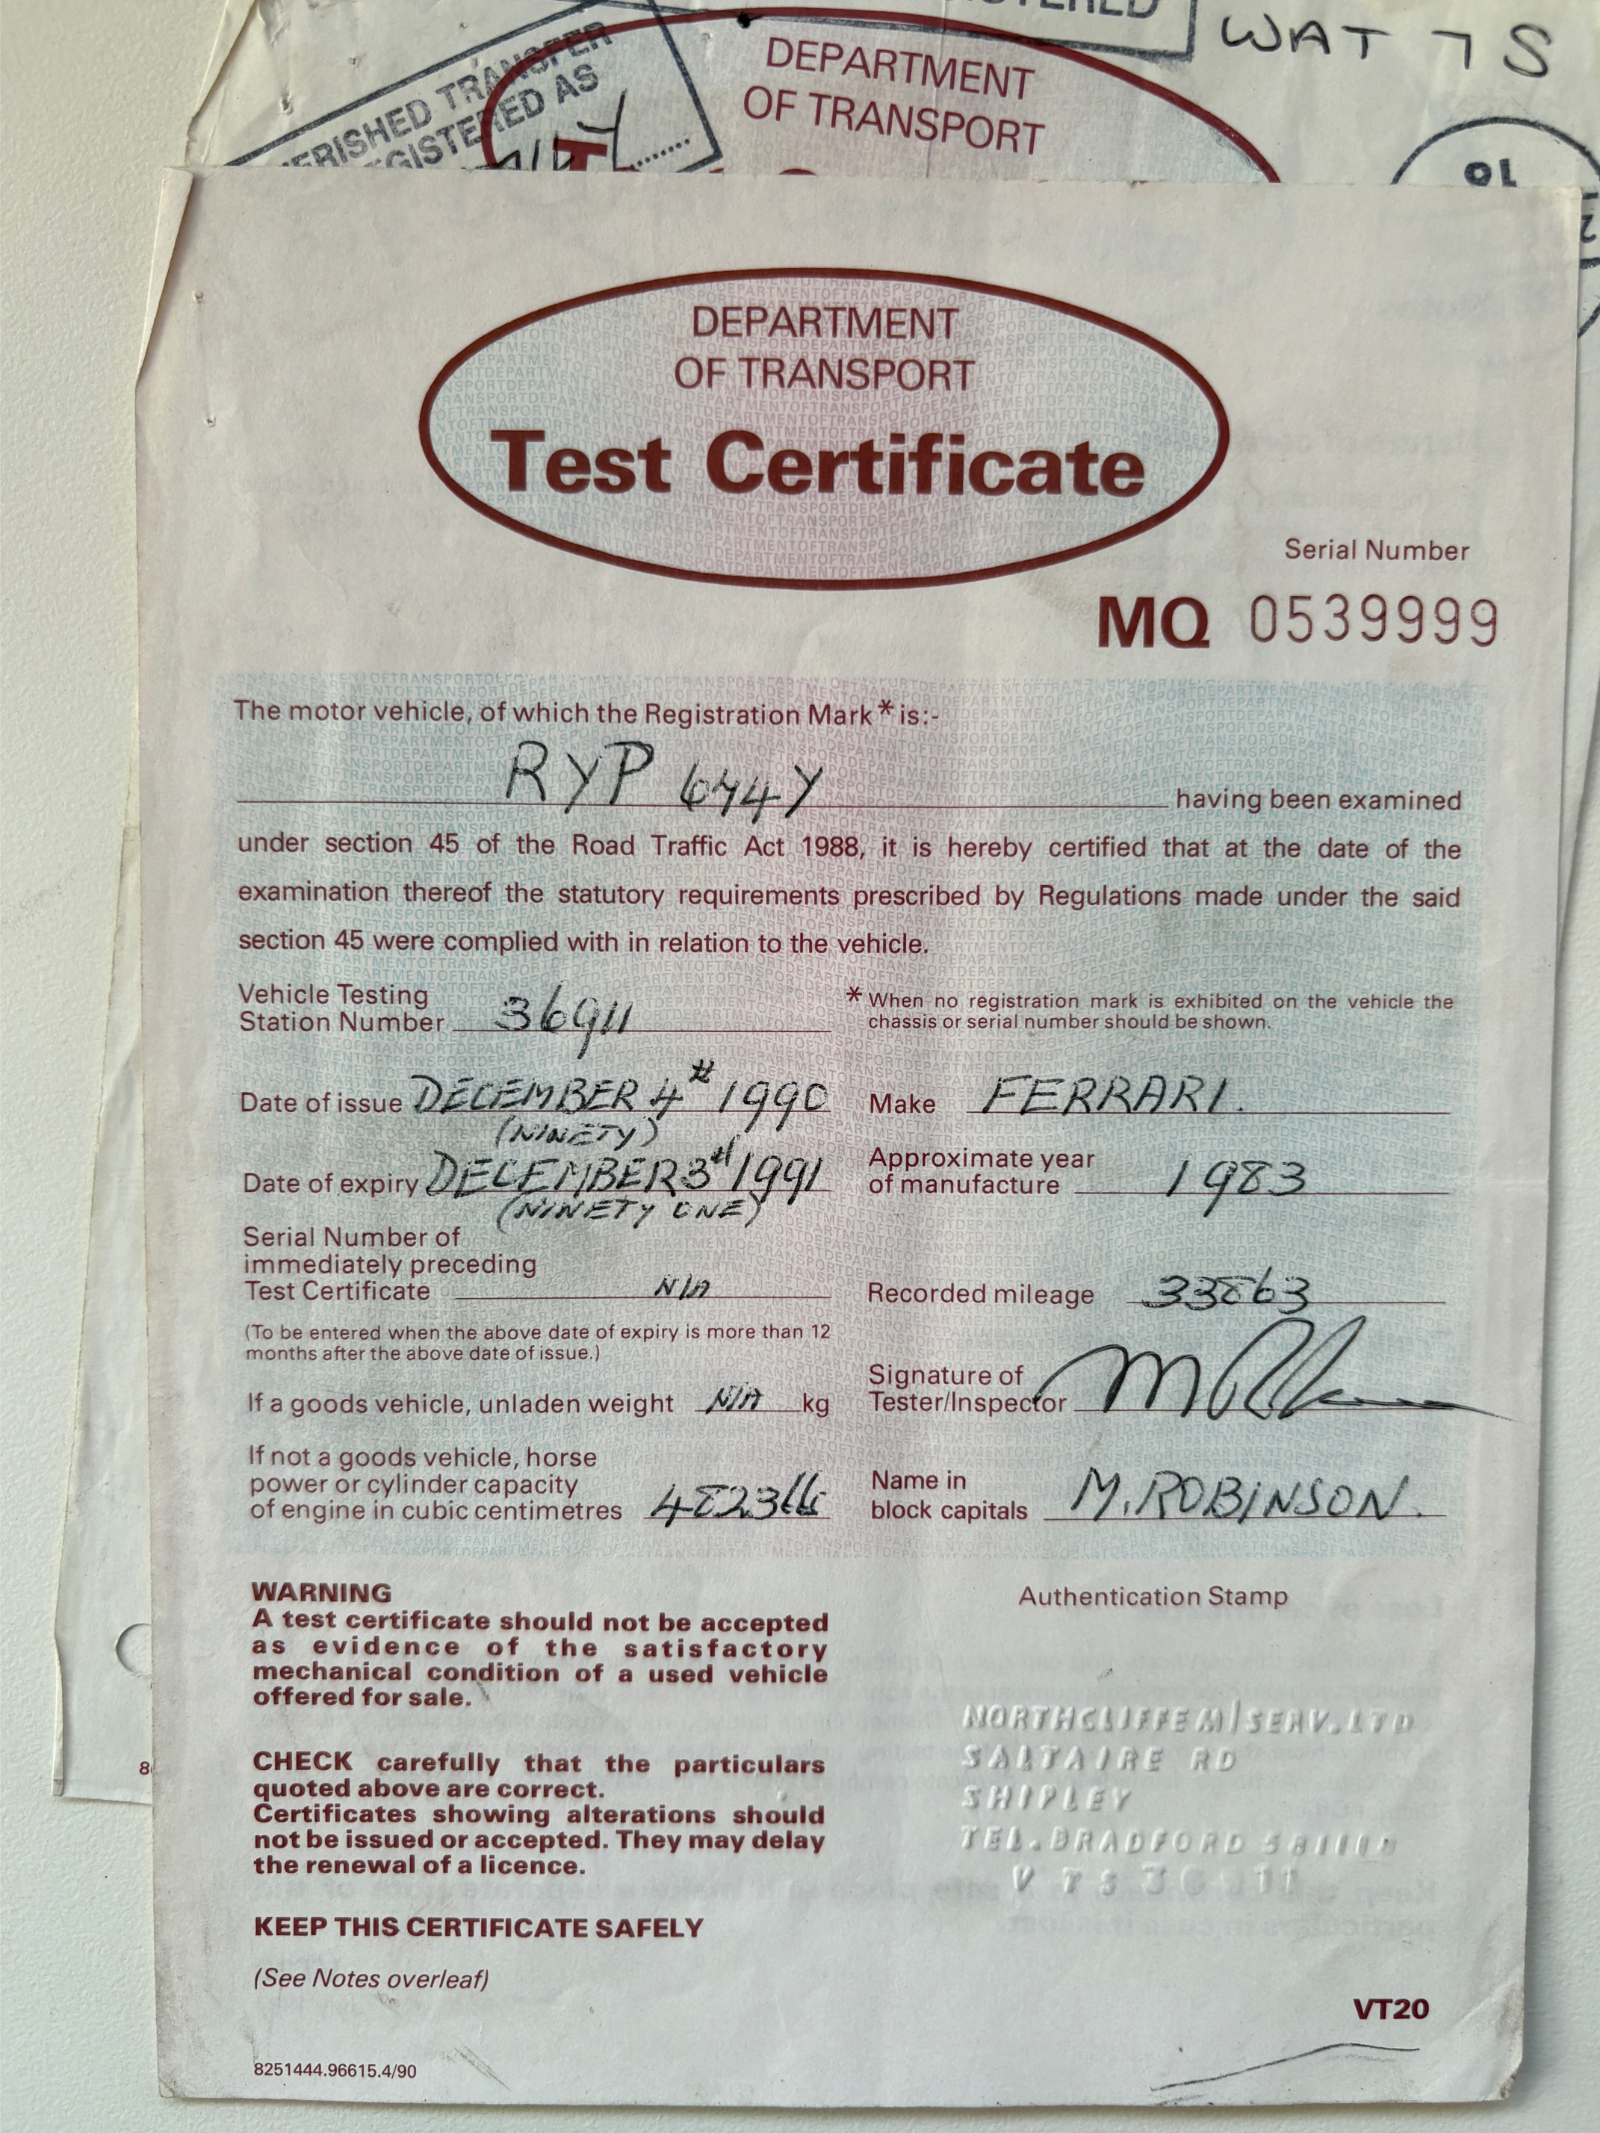 WAT 7S
DEPARTMENT
OF TRANSPORT
TRANSFER
REGISTERED AS
01
DEPARTMENT
OF TRANSPORT
Test Certificate
Serial Number
MQ 0539999
The motor vehicle, of which the Registration Mark * is:-
RYP 644Y having been examined
under section 45 of the Road Traffic Act 1988, it is hereby certified that at the date of the
examination thereof the statutory requirements prescribed by Regulations made under the said
section 45 were complied with in relation to the vehicle.
Vehicle Testing
Station Number 36911
* When no registration mark is exhibited on the vehicle the
chassis or serial number should be shown.
Date of issue DECEMBER 4th 1990
(NINETY)
Make FERRARI.
Date of expiry DECEMBER 3rd 1991
(NINETY ONE)
Approximate year
of manufacture 1983
Serial Number of
immediately preceding
Test Certificate N/A
Recorded mileage 33863
(To be entered when the above date of expiry is more than 12
months after the above date of issue.)
Signature of
Tester/Inspector
If a goods vehicle, unladen weight N/A kg
If not a goods vehicle, horse
power or cylinder capacity
of engine in cubic centimetres
Name in
block capitals M. ROBINSON.
WARNING
A test certificate should not be accepted
as evidence of the satisfactory
mechanical condition of a used vehicle
offered for sale.
CHECK carefully that the particulars
quoted above are correct.
Certificates showing alterations should
not be issued or accepted. They may delay
the renewal of a licence.
KEEP THIS CERTIFICATE SAFELY
(See Notes overleaf)
Authentication Stamp
NORTHCLIFFE M/SERV. LTD
SALTAIRE RD
SHIPLEY
TEL. BRADFORD
VTS 36911
VT20
8251444.96615.4/90